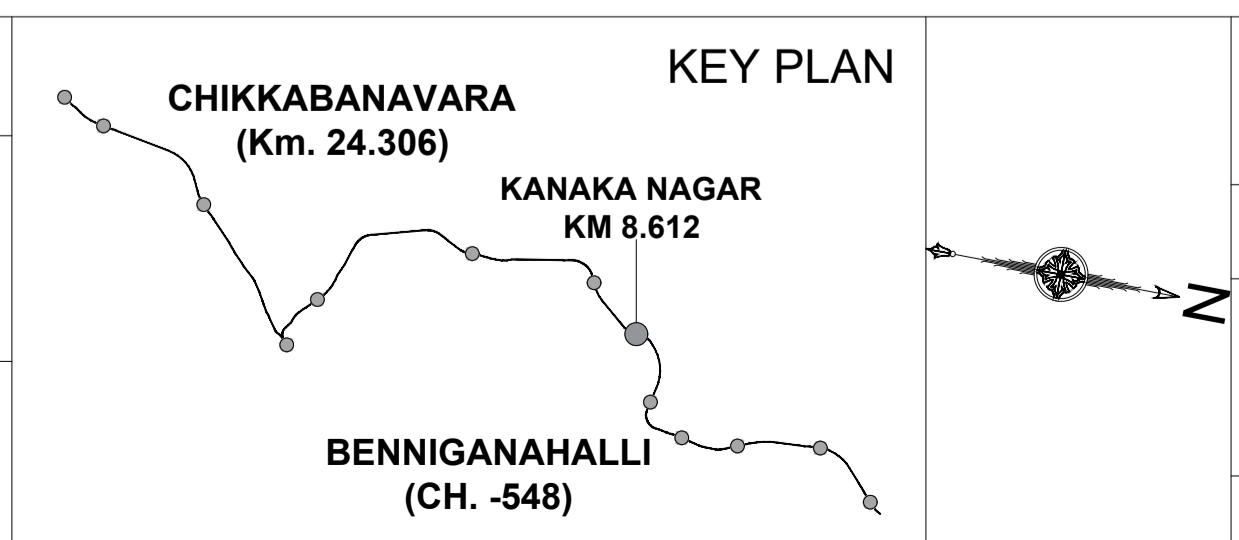 KEY PLAN
CHIKKABANAVARA
(Km. 24.306)
KANAKA NAGAR
KM 8.612
N
BENNIGANAHALLI
(CH. -548)